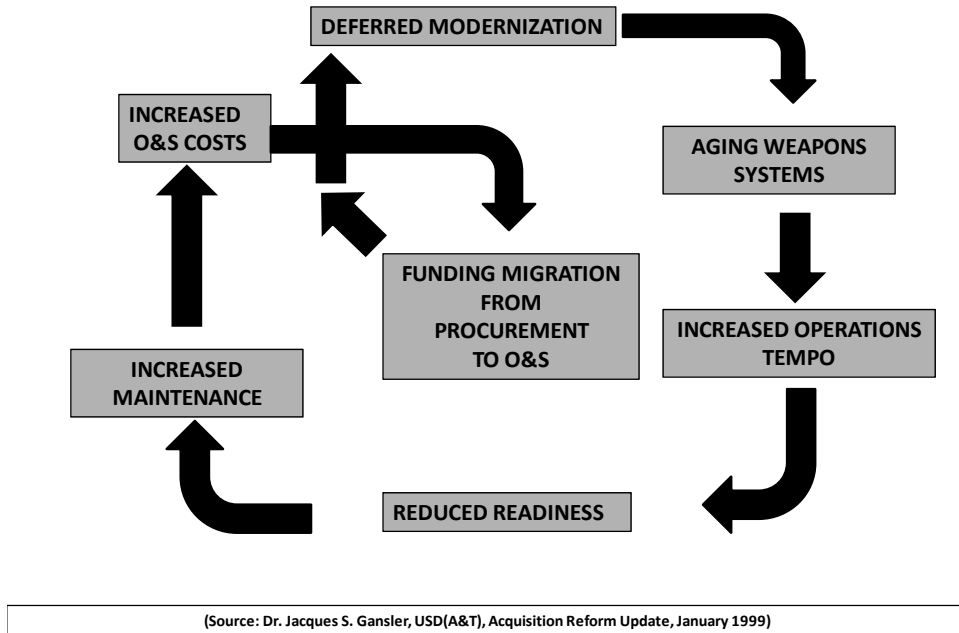 DEFERRED MODERNIZATION
INCREASED
O&S COSTS
AGING WEAPONS
SYSTEMS
FUNDING MIGRATION
FROM
PROCUREMENT
TO O&S
INCREASED OPERATIONS
TEMPO
INCREASED
MAINTENANCE
REDUCED READINESS
(Source: Dr. Jacques S. Gansler, USD(A&T), Acquisition Reform Update, January 1999)